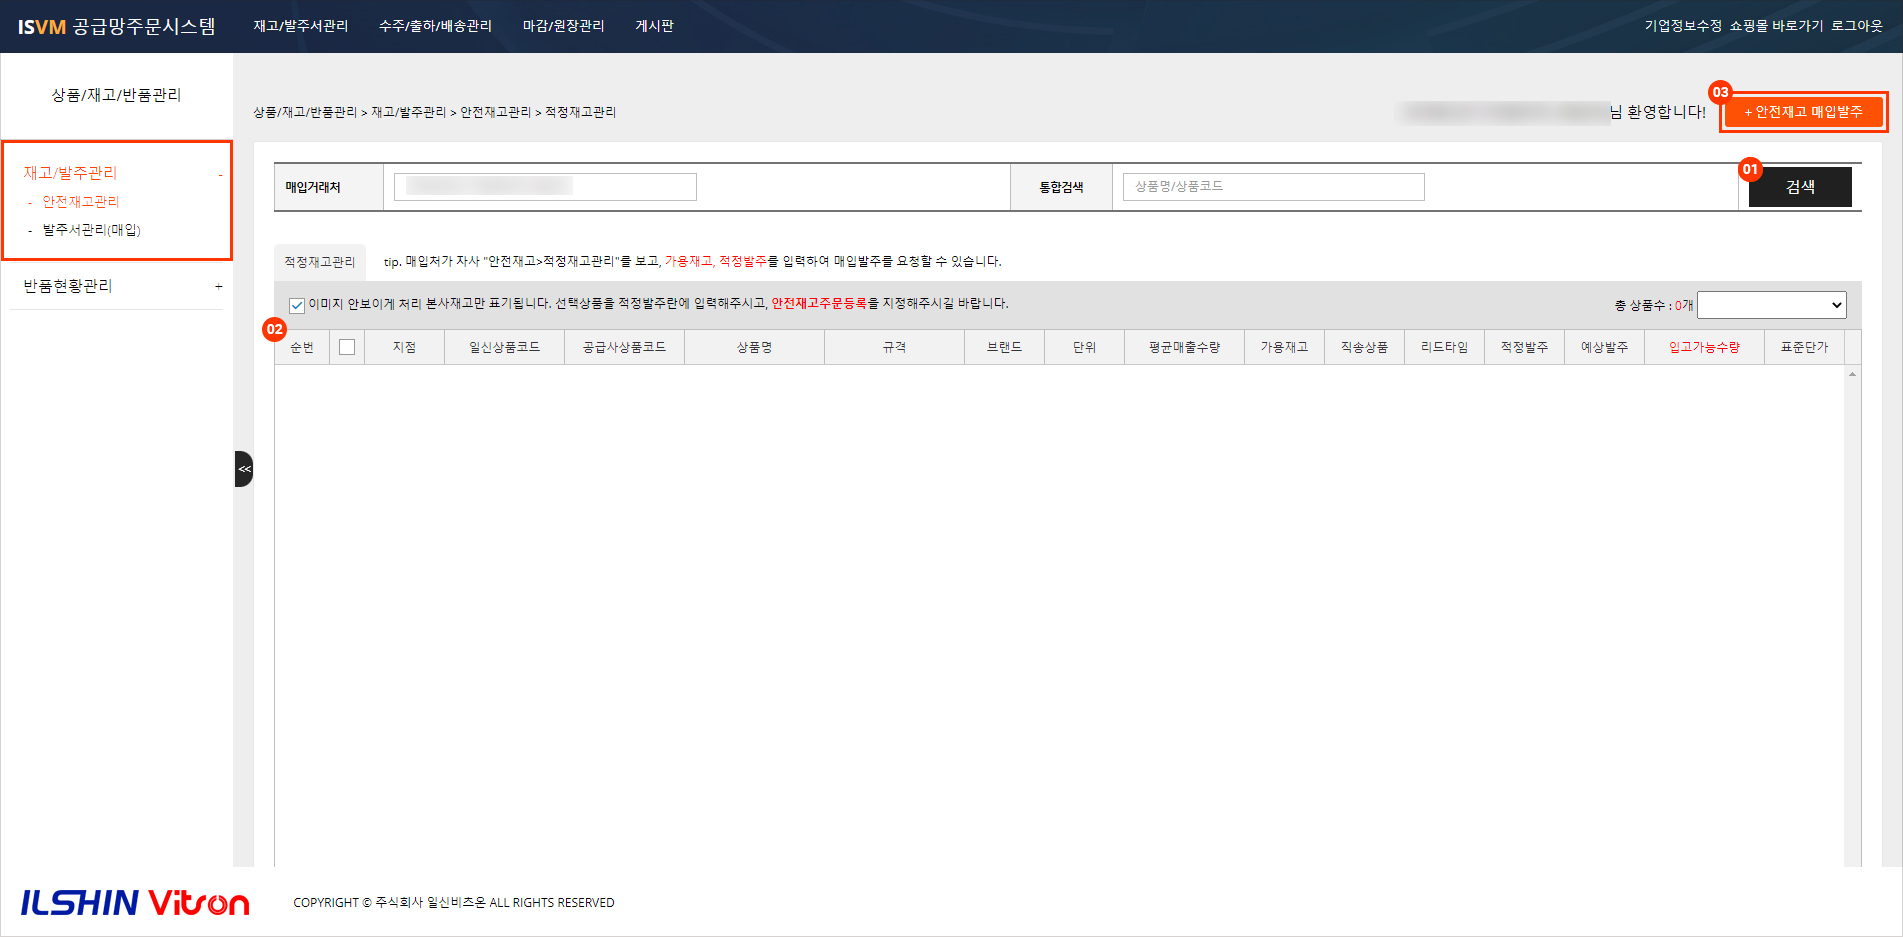 ISVM 공급망주문시스템
재고/발주서관리
수주/출하/배송관리
마감/원장관리
게시판
기업정보수정
쇼핑몰 바로가기
로그아웃
상품/재고/반품관리
재고/발주관리 -
- 안전재고관리
- 발주서관리(매입)
반품현황관리 +
<<
상품/재고/반품관리 > 재고/발주관리 > 안전재고관리 > 적정재고관리
님 환영합니다!
03
+ 안전재고 매입발주
매입거래처
통합검색
상품명/상품코드
01
검색
적정재고관리
tip. 매입처가 자사 "안전재고>적정재고관리"를 보고, 가용재고, 적정발주를 입력하여 매입발주를 요청할 수 있습니다.
이미지 안보이게 처리 본사재고만 표기됩니다. 선택상품을 적정발주란에 입력해주시고, 안전재고주문등록을 지정해주시길 바랍니다.
총 상품수 : 0개
02
순번
지점
일신상품코드
공급사상품코드
상품명
규격
브랜드
단위
평균매출수량
가용재고
직송상품
리드타임
적정발주
예상발주
입고가능수량
표준단가
ILSHIN Vitson
COPYRIGHT © 주식회사 일신비츠온 ALL RIGHTS RESERVED